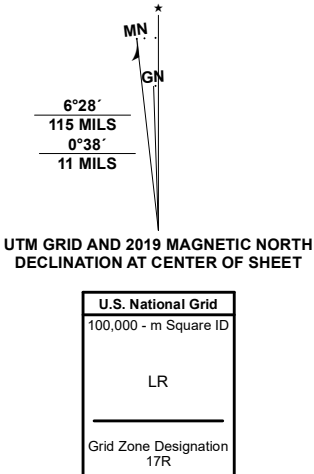 ★
MN
GN
6°28´
115 MILS
0°38´
11 MILS
UTM GRID AND 2019 MAGNETIC NORTH
DECLINATION AT CENTER OF SHEET
U.S. National Grid
100,000 - m Square ID
LR
Grid Zone Designation
17R